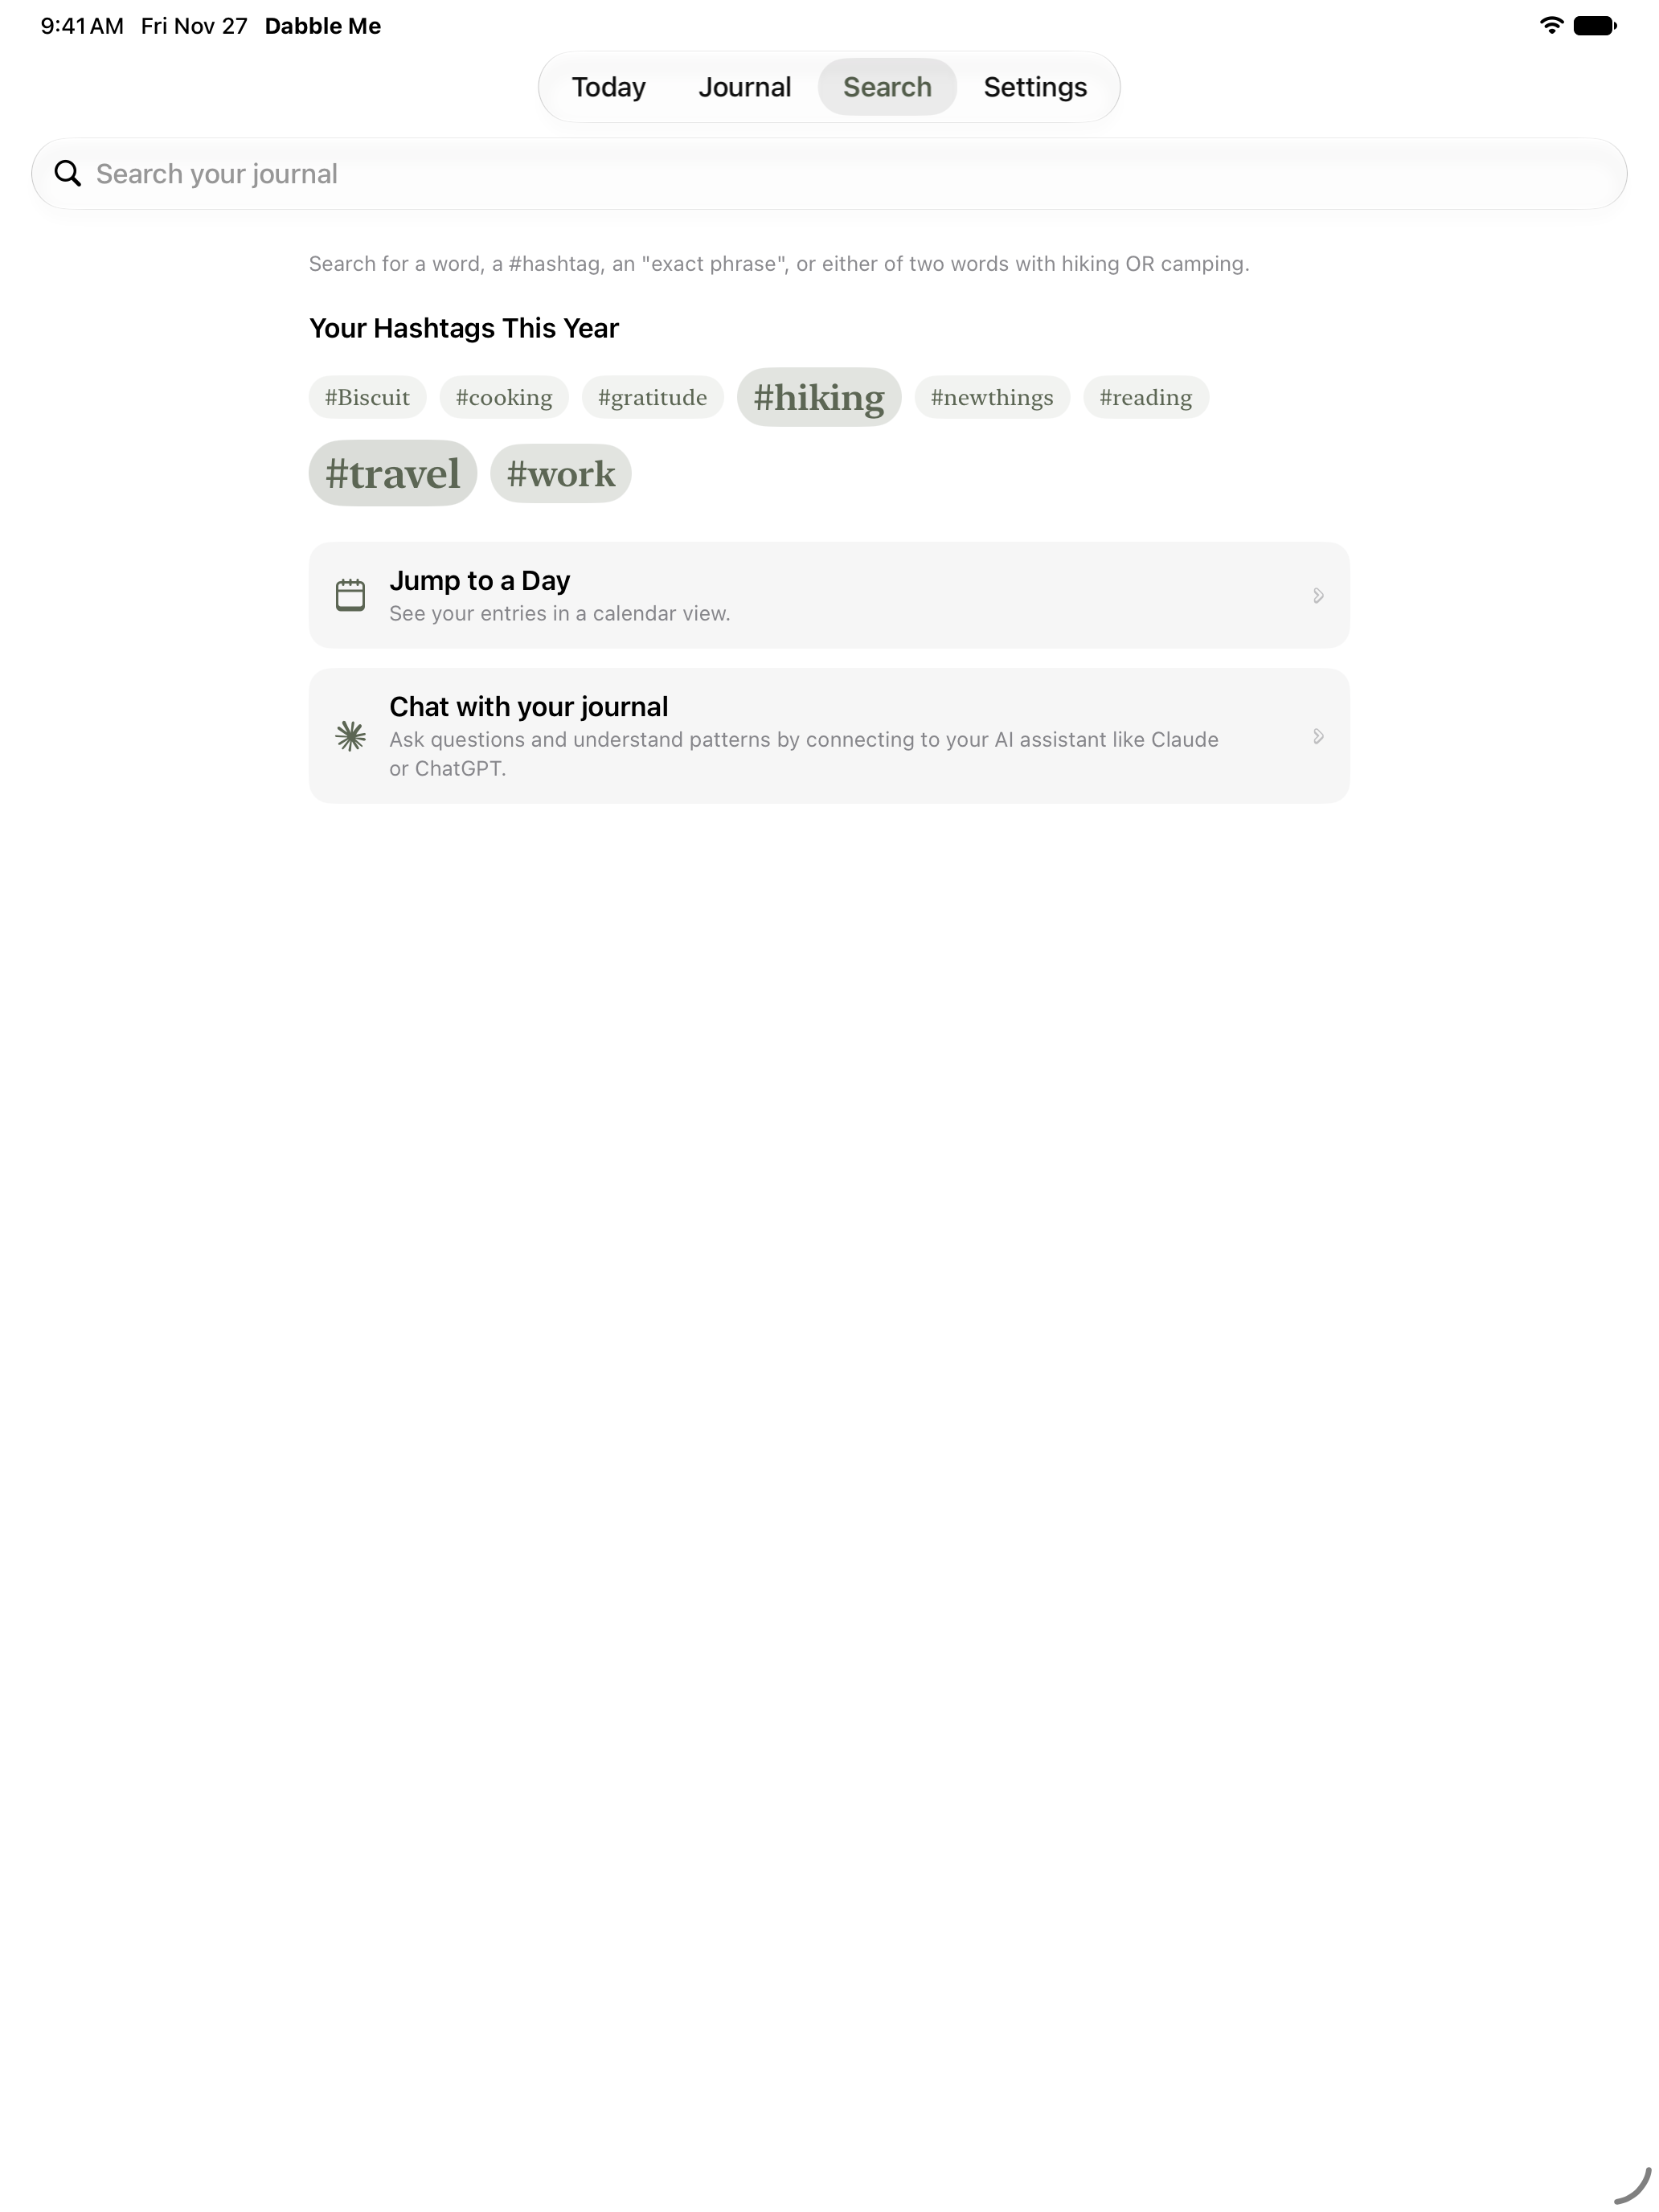 9:41 AM Fri Nov 27 Dabble Me
Today Journal Search Settings
Search your journal
Search for a word, a #hashtag, an "exact phrase", or either of two words with hiking OR camping.
Your Hashtags This Year
#Biscuit #cooking #gratitude #hiking #newthings #reading
#travel #work
Jump to a Day
See your entries in a calendar view.
Chat with your journal
Ask questions and understand patterns by connecting to your AI assistant like Claude
or ChatGPT.